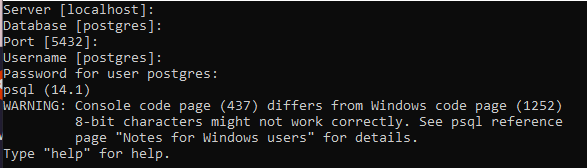 Server [localhost]:
Database [postgres]:
Port [5432]:
Username [postgres]:
Password for user postgres:
psql (14.1)
WARNING: Console code page (437) differs from Windows code page (1252)
         8-bit characters might not work correctly. See psql reference
         page "Notes for Windows users" for details.
Type "help" for help.